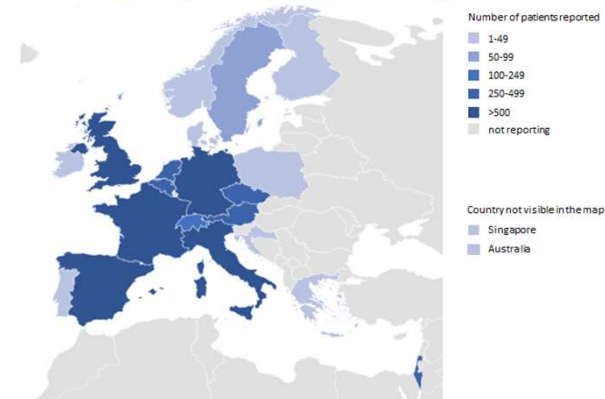 Number of patients reported
1-49
50-99
100-249
250-499
>500
not reporting
Country not visible in the map
Singapore
Australia